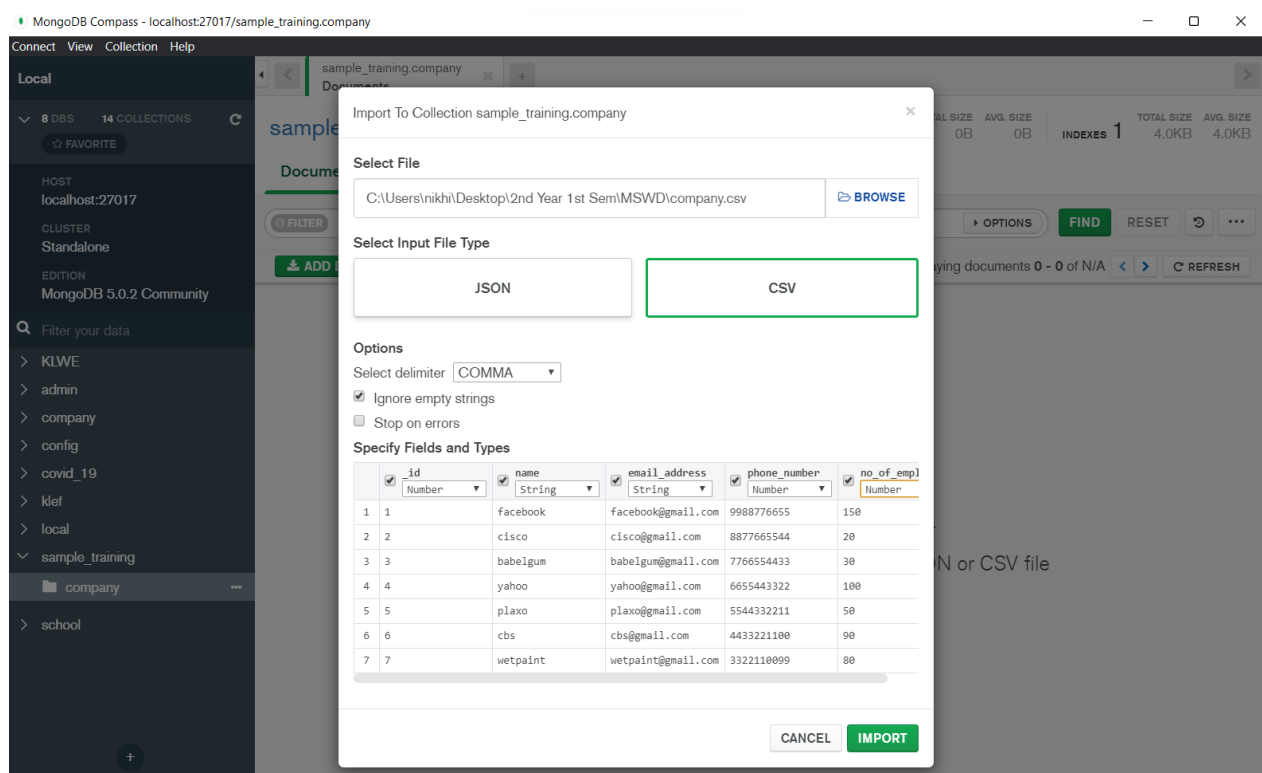 MongoDB Compass - localhost:27017/sample_training.company
Connect View Collection Help
Local
sample_training.company
Documents
8 DBS 14 COLLECTIONS
FAVORITE
HOST
localhost:27017
CLUSTER
Standalone
EDITION
MongoDB 5.0.2 Community
Filter your data
KLWE
admin
company
config
covid_19
klef
local
sample_training
company
school
sample
AL SIZE AVG. SIZE
0B 0B
INDEXES 1
TOTAL SIZE AVG. SIZE
4.0KB 4.0KB
Docume
FILTER
OPTIONS FIND RESET
ADD
ying documents 0 - 0 of N/A REFRESH
N or CSV file
Import To Collection sample_training.company
Select File
C:\Users\nikhi\Desktop\2nd Year 1st Sem\MSWD\company.csv BROWSE
Select Input File Type
JSON CSV
Options
Select delimiter COMMA
Ignore empty strings
Stop on errors
Specify Fields and Types
_id name email_address phone_number no_of_empl
Number String String Number Number
1 1 facebook facebook@gmail.com 9988776655 150
2 2 cisco cisco@gmail.com 8877665544 20
3 3 babelgum babelgum@gmail.com 7766554433 30
4 4 yahoo yahoo@gmail.com 6655443322 100
5 5 plaxo plaxo@gmail.com 5544332211 50
6 6 cbs cbs@gmail.com 4433221100 90
7 7 wetpaint wetpaint@gmail.com 3322110099 80
CANCEL IMPORT